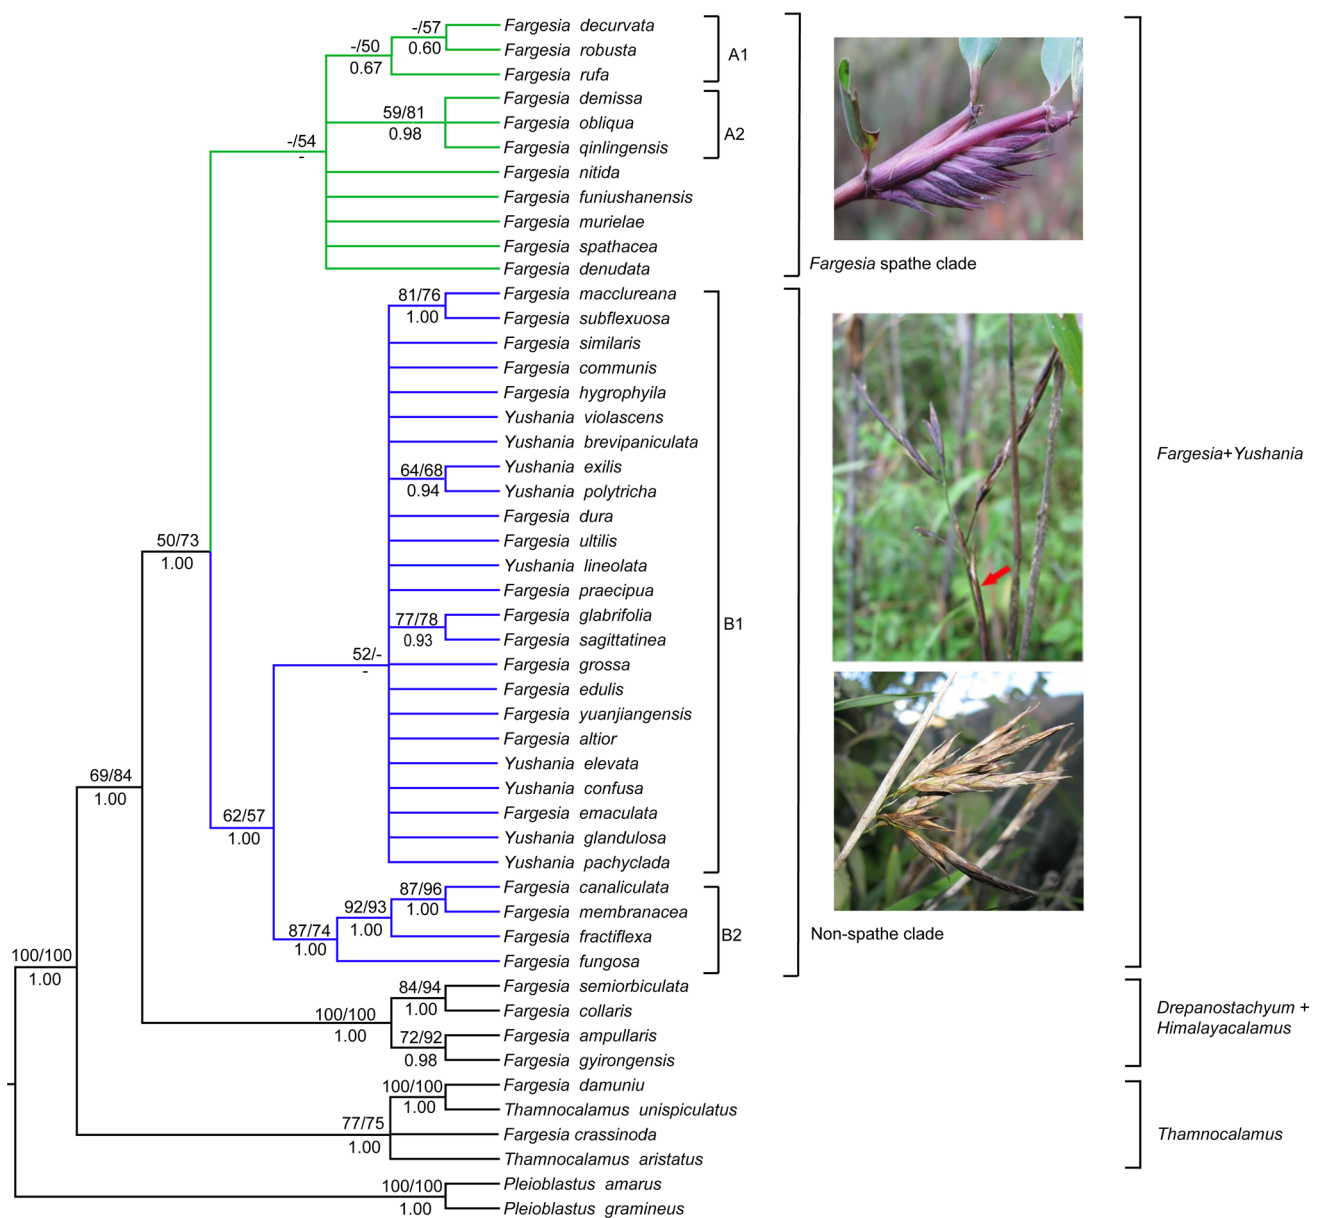 -/57
Fargesia decurvata
-/50
0.60
Fargesia robusta
A1
0.67
Fargesia rufa
Fargesia demissa
59/81
Fargesia obliqua
0.98
A2
-/54
Fargesia qinlingensis
-
Fargesia nitida
Fargesia funiushanensis
Fargesia murielae
Fargesia spathacea
Fargesia denudata
Fargesia spathe clade
81/76
Fargesia macclureana
1.00
Fargesia subflexuosa
Fargesia similaris
Fargesia communis
Fargesia hygrophyila
Yushania violascens
Yushania brevipaniculata
Fargesia+Yushania
64/68
Yushania exilis
0.94
Yushania polytricha
Fargesia dura
50/73
Fargesia ultilis
1.00
Yushania lineolata
Fargesia praecipua
77/78
Fargesia glabrifolia
B1
0.93
Fargesia sagittatinea
52/-
Fargesia grossa
-
Fargesia edulis
Fargesia yuanjiangensis
Fargesia altior
Yushania elevata
69/84
1.00
Yushania confusa
62/57
Fargesia emaculata
1.00
Yushania glandulosa
Yushania pachyclada
87/96
Fargesia canaliculata
92/93
1.00
Fargesia membranacea
87/74
1.00
Fargesia fractiflexa
B2
Non-spathe clade
1.00
100/100
Fargesia fungosa
1.00
84/94
Fargesia semiorbiculata
1.00
Fargesia collaris
Drepanostachyum +
Himalayacalamus
100/100
1.00
72/92
Fargesia ampullaris
0.98
Fargesia gyirongensis
100/100
Fargesia damuniu
1.00
Thamnocalamus unispiculatus
77/75
Fargesia crassinoda
Thamnocalamus
1.00
Thamnocalamus aristatus
100/100
Pleioblastus amarus
1.00
Pleioblastus gramineus